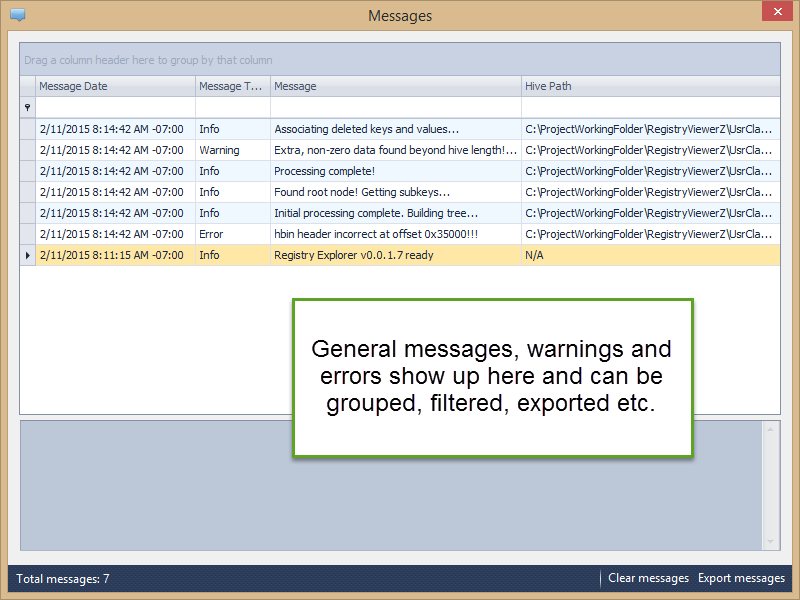 Messages
Drag a column header here to group by that column
Message Date Message T... Message Hive Path
2/11/2015 8:14:42 AM -07:00 Info Associating deleted keys and values... C:\ProjectWorkingFolder\RegistryViewerZ\UsrCla...
2/11/2015 8:14:42 AM -07:00 Warning Extra, non-zero data found beyond hive length!... C:\ProjectWorkingFolder\RegistryViewerZ\UsrCla...
2/11/2015 8:14:42 AM -07:00 Info Processing complete! C:\ProjectWorkingFolder\RegistryViewerZ\UsrCla...
2/11/2015 8:14:42 AM -07:00 Info Found root node! Getting subkeys... C:\ProjectWorkingFolder\RegistryViewerZ\UsrCla...
2/11/2015 8:14:42 AM -07:00 Info Initial processing complete. Building tree... C:\ProjectWorkingFolder\RegistryViewerZ\UsrCla...
2/11/2015 8:14:42 AM -07:00 Error hbin header incorrect at offset 0x35000!!! C:\ProjectWorkingFolder\RegistryViewerZ\UsrCla...
2/11/2015 8:11:15 AM -07:00 Info Registry Explorer v0.0.1.7 ready N/A
General messages, warnings and
errors show up here and can be
grouped, filtered, exported etc.
Total messages: 7 Clear messages Export messages